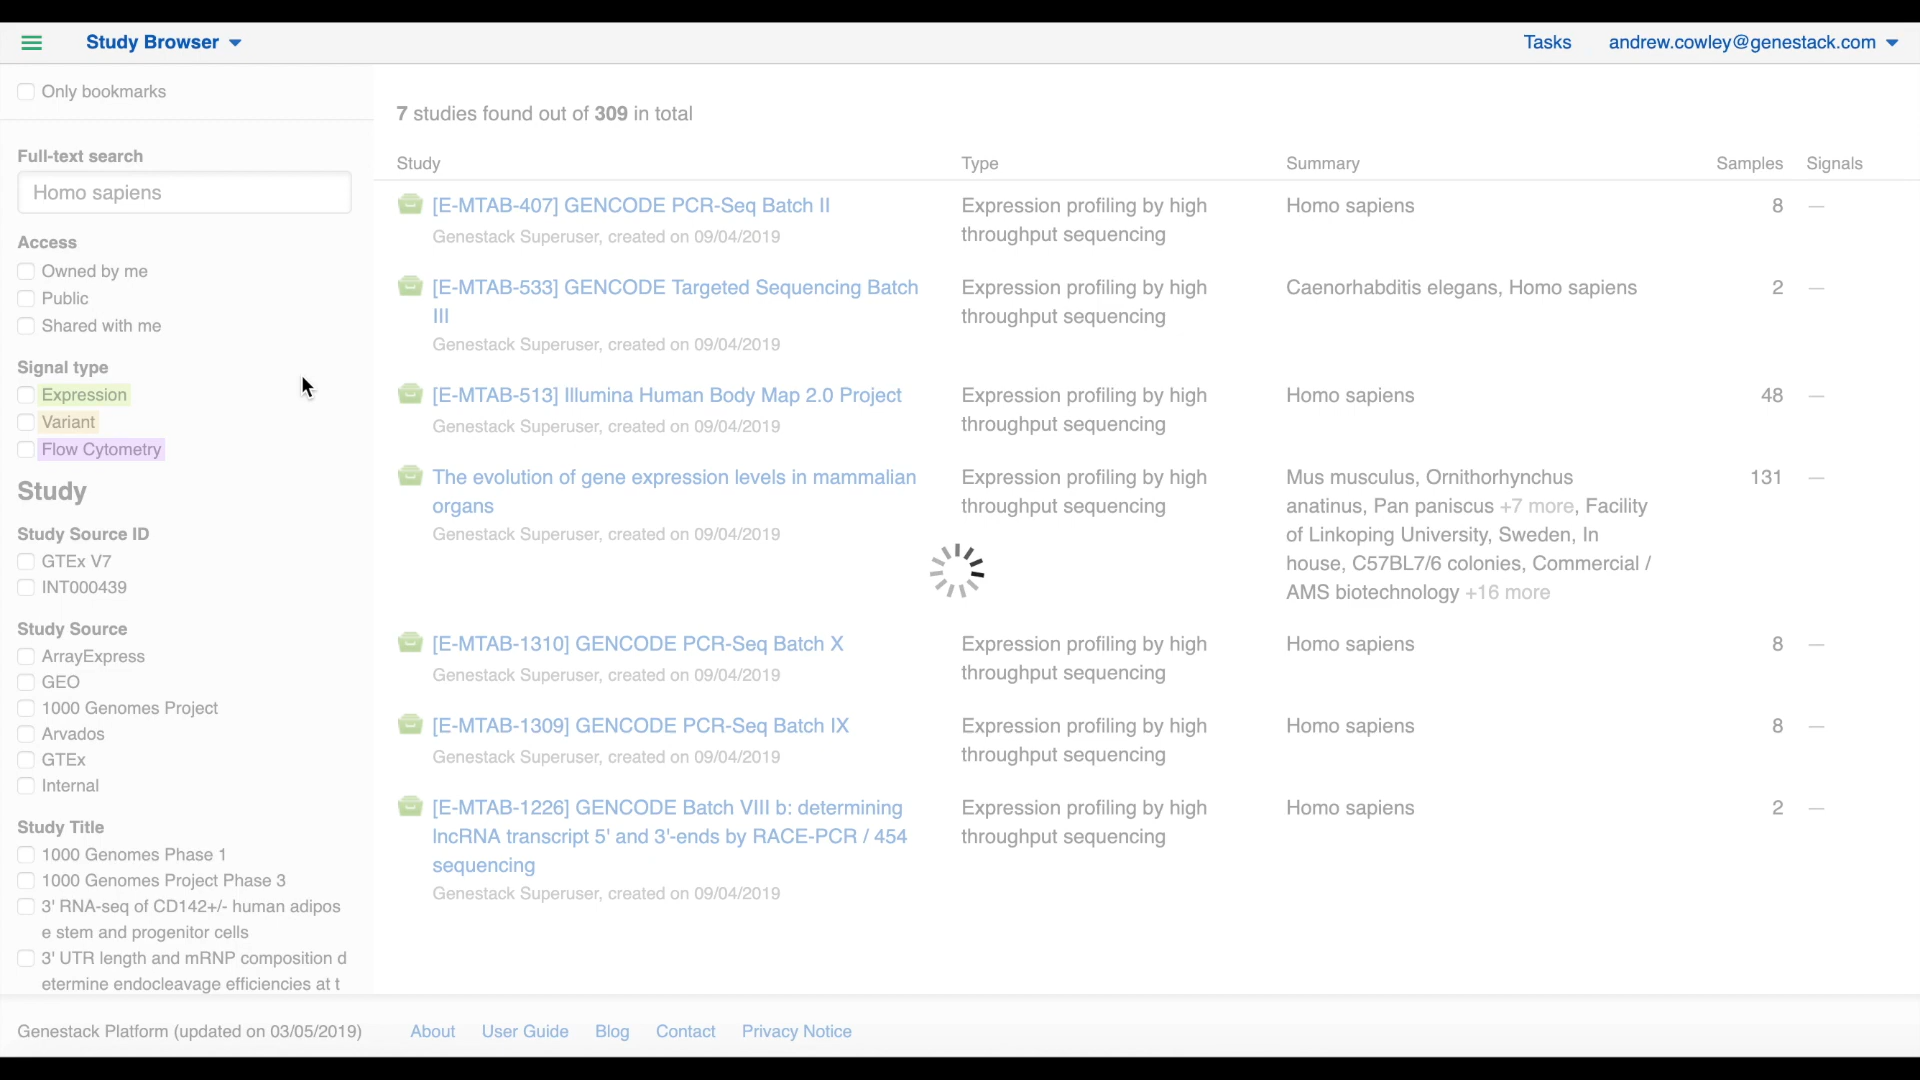 Study Browser
Tasks
andrew.cowley@genestack.com
Only bookmarks
Full-text search
Homo sapiens
Access
Owned by me
Public
Shared with me
Signal type
Expression
Variant
Flow Cytometry
Study
Study Source ID
GTEx V7
INT000439
Study Source
ArrayExpress
GEO
1000 Genomes Project
Arvados
GTEx
Internal
Study Title
1000 Genomes Phase 1
1000 Genomes Project Phase 3
3' RNA-seq of CD142+/- human adipos
e stem and progenitor cells
3' UTR length and mRNP composition d
etermine endocleavage efficiencies at t
7 studies found out of 309 in total
Study Type Summary Samples Signals
[E-MTAB-407] GENCODE PCR-Seq Batch II
Genestack Superuser, created on 09/04/2019
Expression profiling by high
throughput sequencing
Homo sapiens
8
—
[E-MTAB-533] GENCODE Targeted Sequencing Batch
III
Genestack Superuser, created on 09/04/2019
Expression profiling by high
throughput sequencing
Caenorhabditis elegans, Homo sapiens
2
—
[E-MTAB-513] Illumina Human Body Map 2.0 Project
Genestack Superuser, created on 09/04/2019
Expression profiling by high
throughput sequencing
Homo sapiens
48
—
The evolution of gene expression levels in mammalian
organs
Genestack Superuser, created on 09/04/2019
Expression profiling by high
throughput sequencing
Mus musculus, Ornithorhynchus
anatinus, Pan paniscus +7 more, Facility
of Linkoping University, Sweden, In
house, C57BL7/6 colonies, Commercial /
AMS biotechnology +16 more
131
—
[E-MTAB-1310] GENCODE PCR-Seq Batch X
Genestack Superuser, created on 09/04/2019
Expression profiling by high
throughput sequencing
Homo sapiens
8
—
[E-MTAB-1309] GENCODE PCR-Seq Batch IX
Genestack Superuser, created on 09/04/2019
Expression profiling by high
throughput sequencing
Homo sapiens
8
—
[E-MTAB-1226] GENCODE Batch VIII b: determining
lncRNA transcript 5' and 3'-ends by RACE-PCR / 454
sequencing
Genestack Superuser, created on 09/04/2019
Expression profiling by high
throughput sequencing
Homo sapiens
2
—
Genestack Platform (updated on 03/05/2019)
About
User Guide
Blog
Contact
Privacy Notice